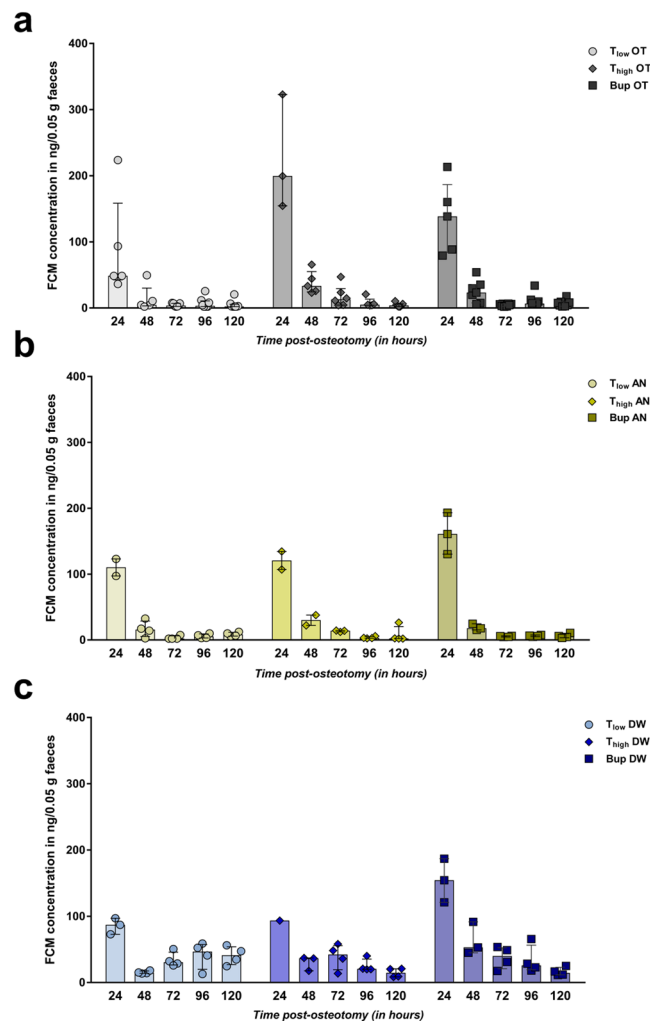 a
FCM concentration in ng/0.05 g faeces
400
300
200
100
0
24 48 72 96 120 24 48 72 96 120 24 48 72 96 120
Time post-osteotomy (in hours)
Tlow OT
Thigh OT
Bup OT
b
FCM concentration in ng/0.05 g faeces
400
300
200
100
0
24 48 72 96 120 24 48 72 96 120 24 48 72 96 120
Time post-osteotomy (in hours)
Tlow AN
Thigh AN
Bup AN
c
FCM concentration in ng/0.05 g faeces
400
300
200
100
0
24 48 72 96 120 24 48 72 96 120 24 48 72 96 120
Time post-osteotomy (in hours)
Tlow DW
Thigh DW
Bup DW